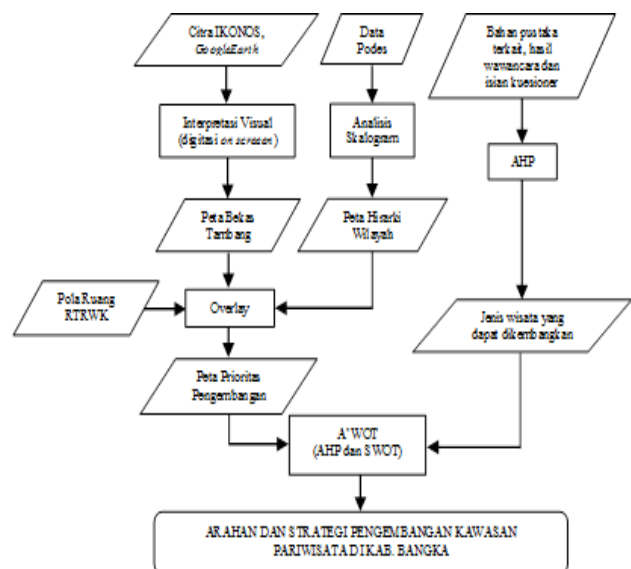 Citra IKONOS,
GoogleEarth
Data
Podes
Bahan pustaka
terkait, hasil
wawancara dan
isian kuesioner
Interpretasi Visual
(digitasi on screen)
Analisis
Skalogram
AHP
Peta Bekas
Tambang
Peta Hisarki
Wilayah
Pola Ruang
RTRWK
Overlay
Jenis wisata yang
dapat dikembangkan
Peta Prioritas
Pengembangan
A'WOT
(AHP dan SWOT)
ARAHAN DAN STRATEGI PENGEMBANGAN KAWASAN
PARIWISATA DI KAB. BANGKA